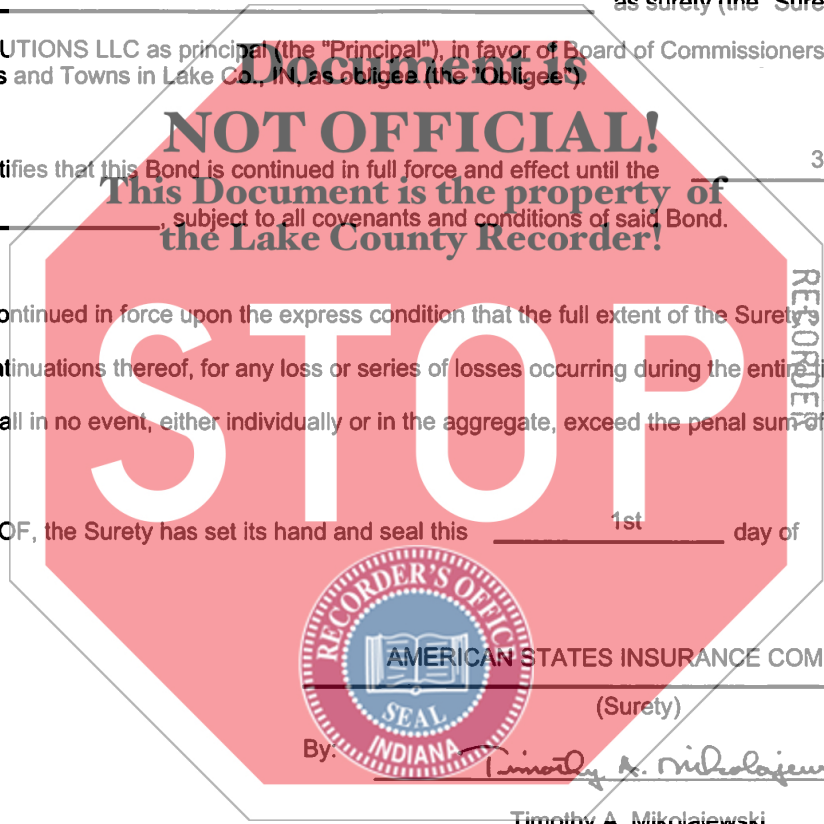 as surety (the "Sure
UTIONS LLC as principal (the "Principal"), in favor of Board of Commissioners
s and Towns in Lake Co., IN, as obligee (the "Obligee").
Document is
NOT OFFICIAL!
This Document is the property of
the Lake County Recorder!
tifies that this Bond is continued in full force and effect until the 3
, subject to all covenants and conditions of said Bond.
RECORDER
ontinued in force upon the express condition that the full extent of the Surety's
tinuations thereof, for any loss or series of losses occurring during the entire ti
all in no event, either individually or in the aggregate, exceed the penal sum of
STOP
OF, the Surety has set its hand and seal this 1st day of
RECORDER'S OFFICE
SEAL
INDIANA
AMERICAN STATES INSURANCE COM
(Surety)
By: Timothy A. Mikolajew
Timothy A. Mikolajewski